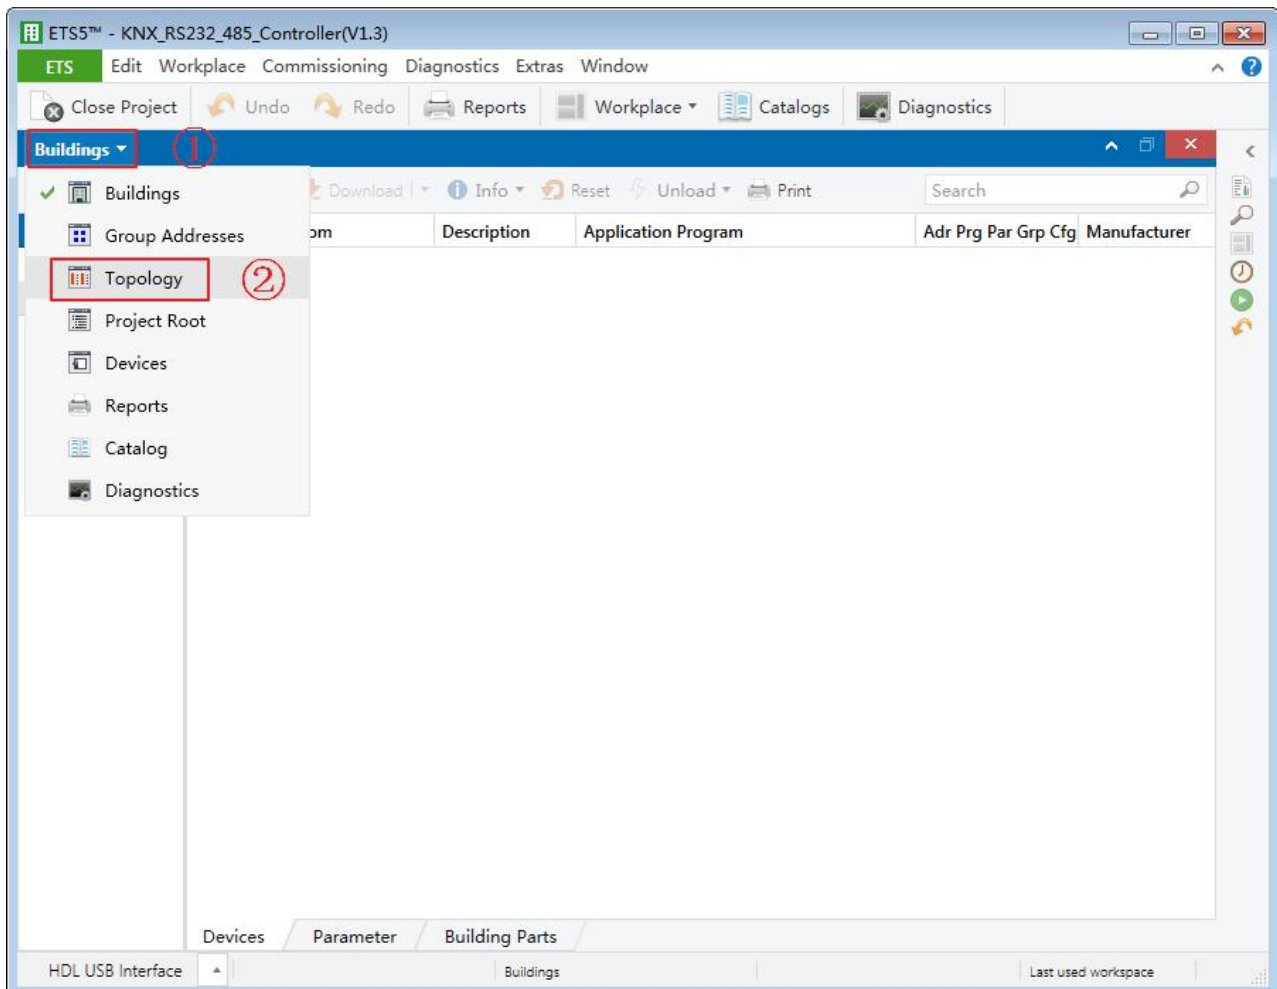 ETS5™ - KNX_RS232_485_Controller(V1.3)
ETS Edit Workplace Commissioning Diagnostics Extras Window
Close Project Undo Redo Reports Workplace Catalogs Diagnostics
Buildings ①
Buildings Download Info Reset Unload Print Search
Group Addresses om Description Application Program Adr Prg Par Grp Cfg Manufacturer
Topology ②
Project Root
Devices
Reports
Catalog
Diagnostics
Devices Parameter Building Parts
HDL USB Interface Buildings Last used workspace